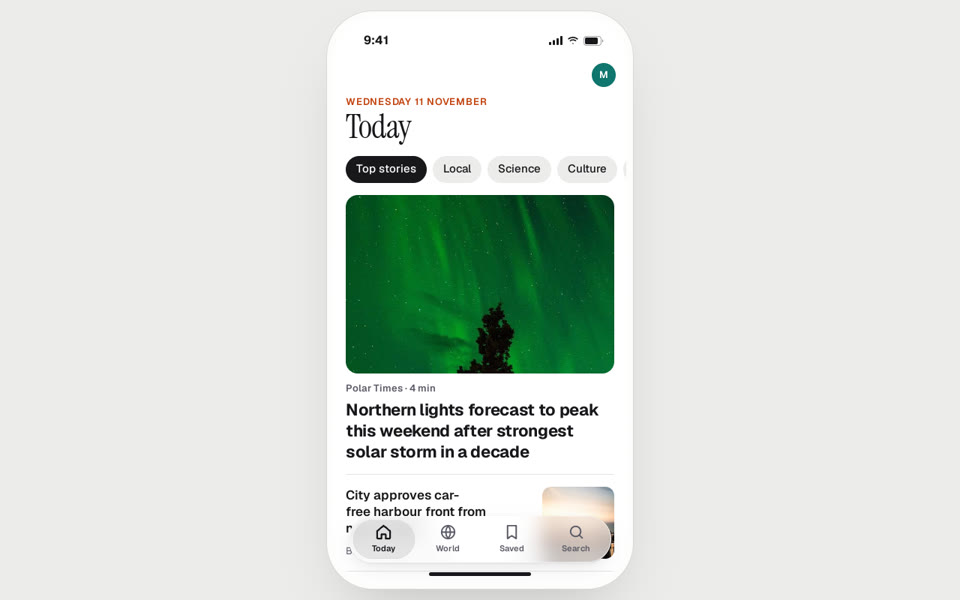 9:41
M
WEDNESDAY 11 NOVEMBER
Today
Top stories
Local
Science
Culture
Polar Times · 4 min
Northern lights forecast to peak
this weekend after strongest
solar storm in a decade
City approves car-
free harbour front from
Today
World
Saved
Search